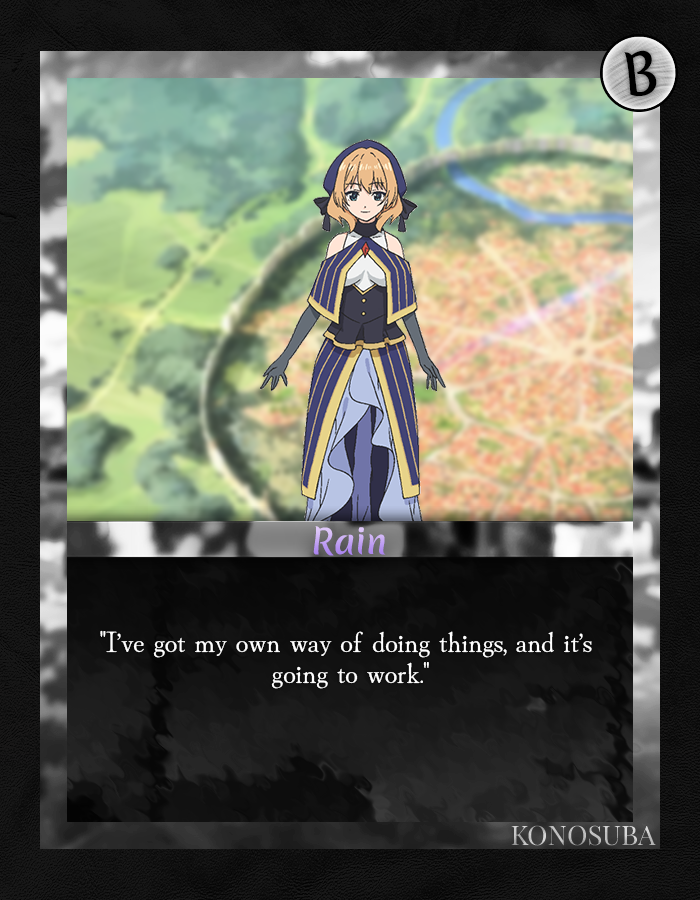 B
Rain
"I've got my own way of doing things, and it's
going to work."
KONOSUBA